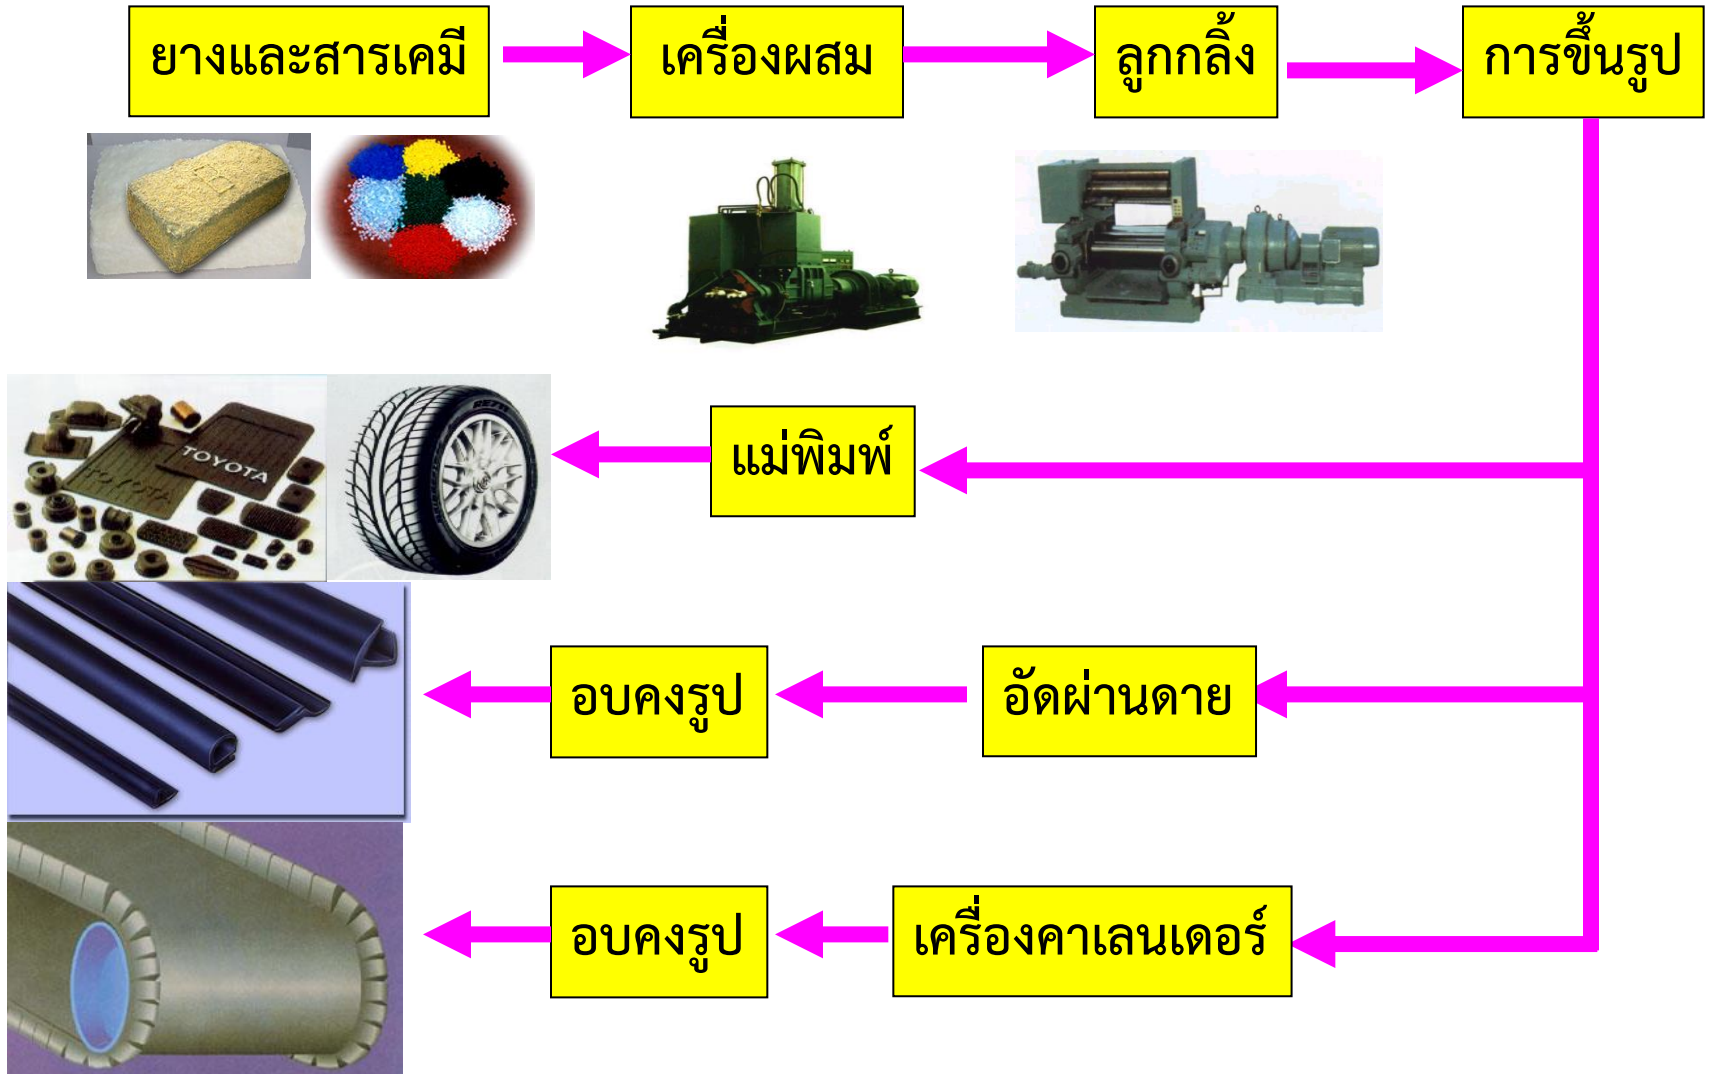 ยางและสารเคมี
เครื่องผสม
ลูกกลิ้ง
การขึ้นรูป
TOYOTA
TOYOTA
แม่พิมพ์
อบคงรูป
อัดผ่านดาย
อบคงรูป
เครื่องคาเลนเดอร์